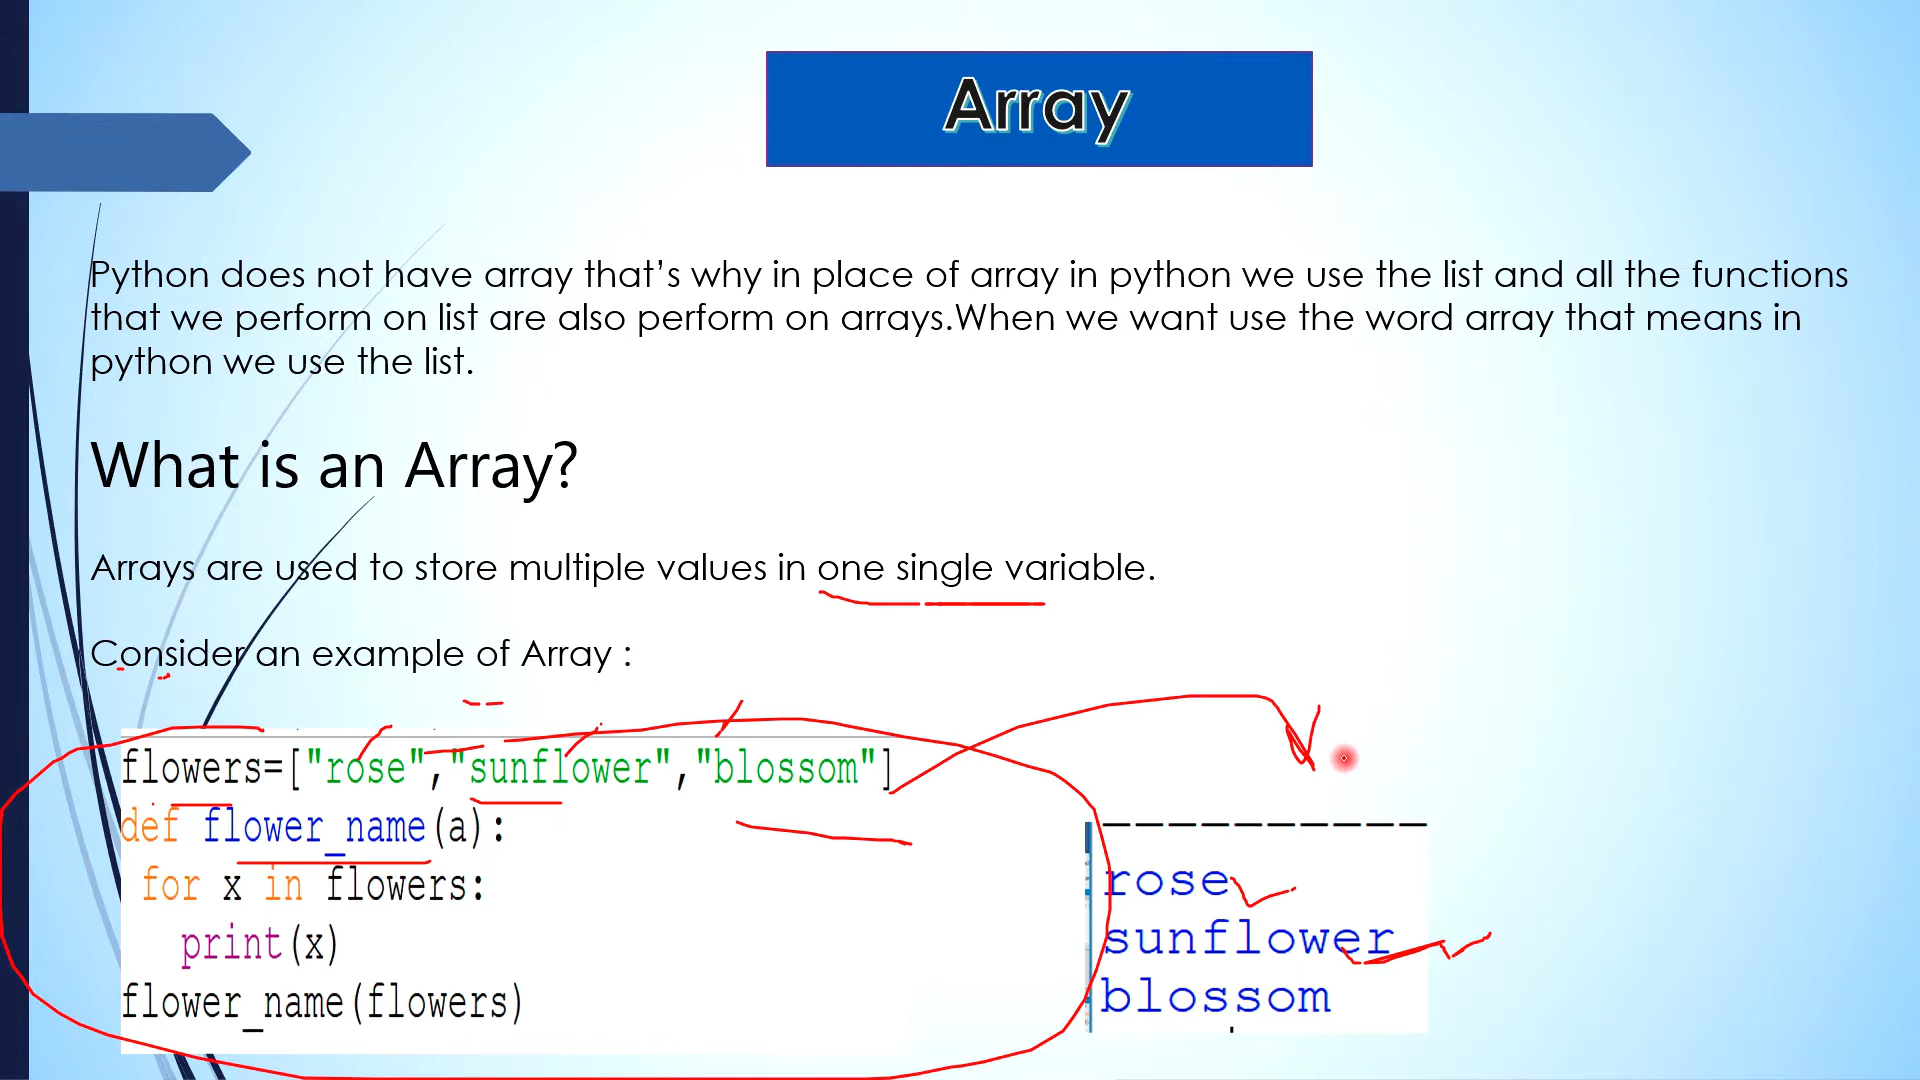 Array
Python does not have array that’s why in place of array in python we use the list and all the functions
that we perform on list are also perform on arrays.When we want use the word array that means in
python we use the list.
What is an Array?
Arrays are used to store multiple values in one single variable.
Consider an example of Array :
flowers=["rose","sunflower","blossom"]
def flower_name(a):
for x in flowers:
print(x)
flower_name(flowers)
----------
rose
sunflower
blossom